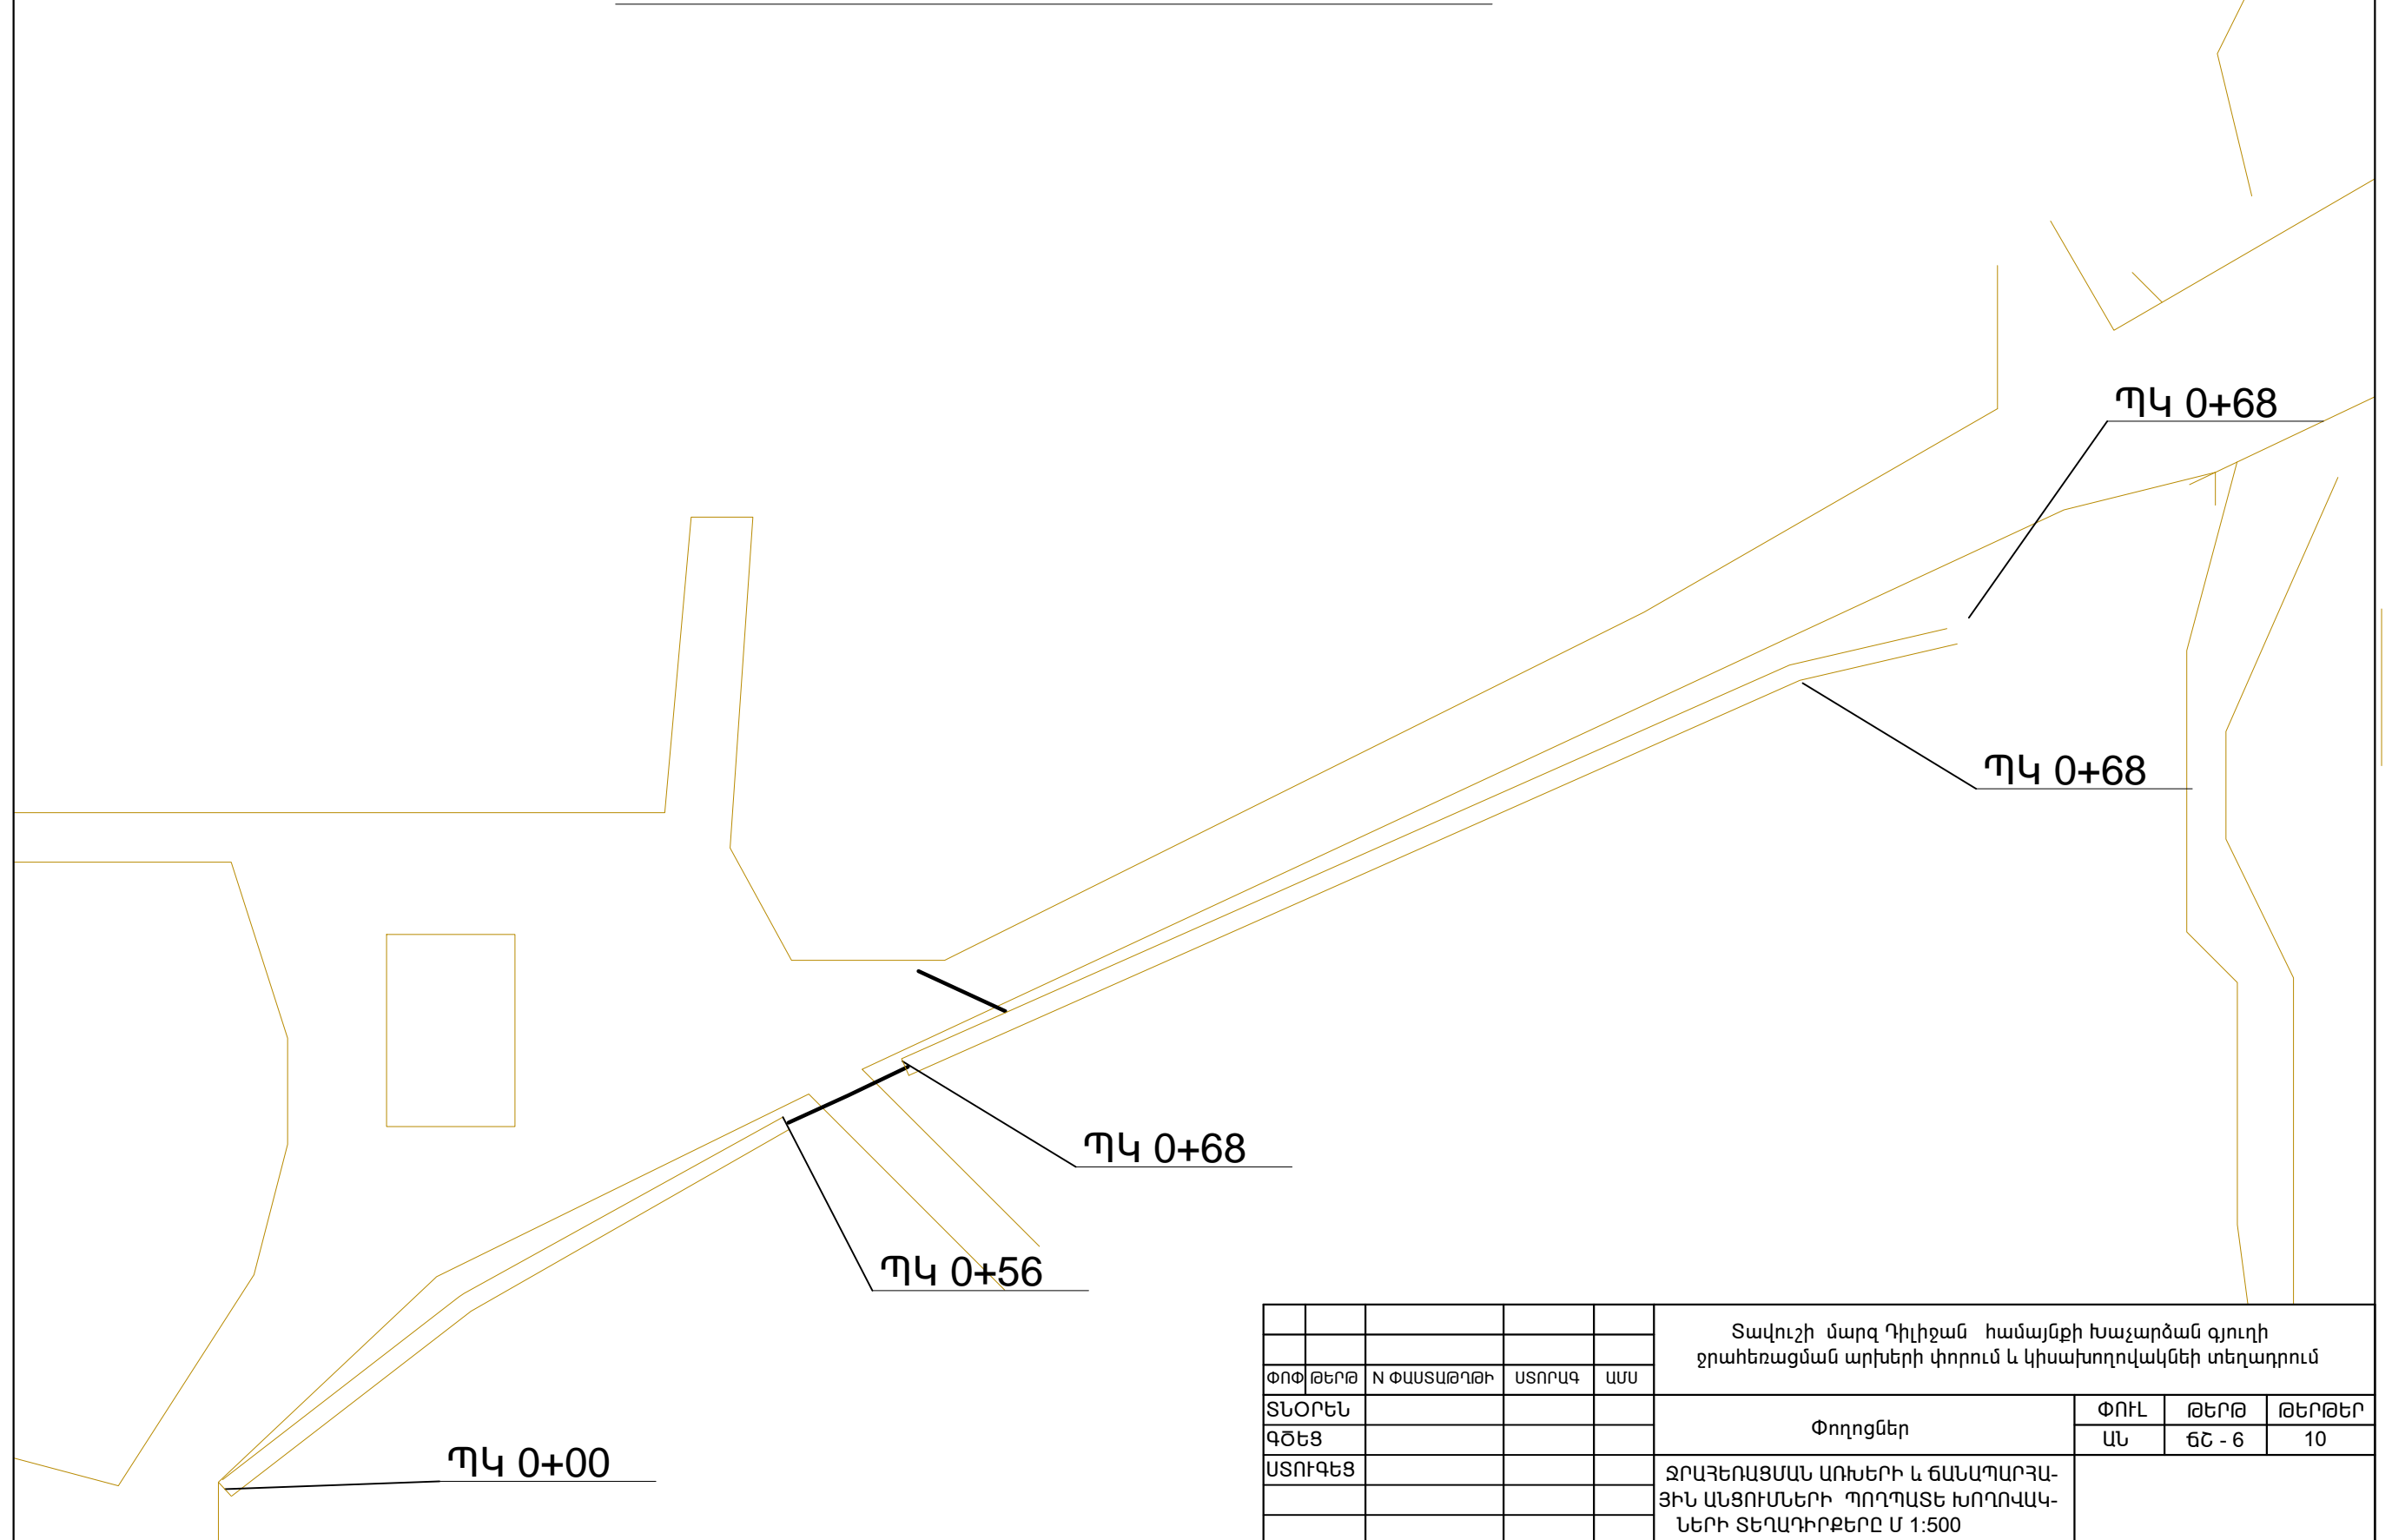 ՊԿ 0+68
ՊԿ 0+68
ՊԿ 0+68
ՊԿ 0+56
ՊԿ 0+00
Տավուշի մարզ Դիլիջան համայնքի Խաչարձան գյուղի
ջրահեռացման արխերի փորում և կիսախողովակնեի տեղադրում
ՓՈՓ ԹԵՐԹ N ՓԱՍՏԱԹՂԹԻ ՍՏՈՐԱԳ ԱՄՍ
ՏՆՕՐԵՆ
ԳԾԵՑ
ՍՏՈՒԳԵՑ
Փողոցներ
ՓՈՒԼ ԹԵՐԹ ԹԵՐԹԵՐ
ԱՆ ՃՇ - 6 10
ՋՐԱՀԵՌԱՑՄԱՆ ԱՌԽԵՐԻ և ՃԱՆԱՊԱՐՀԱ-
ՅԻՆ ԱՆՑՈՒՄՆԵՐԻ ՊՈՂՊԱՏԵ ԽՈՂՈՎԱԿ-
ՆԵՐԻ ՏԵՂԱԴԻՐՔԵՐԸ Մ 1:500